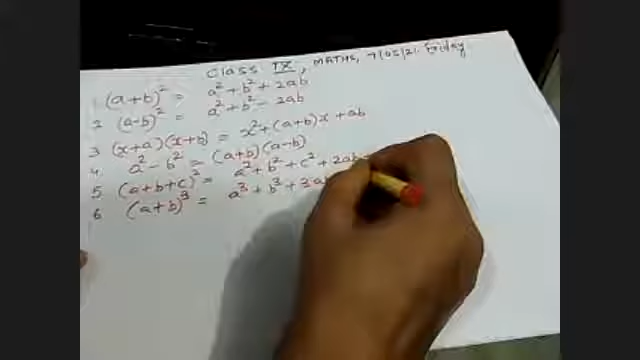 Class: IX, MATHS, 7/05/21. Friday
1. (a+b)² = a² + b² + 2ab
2. (a-b)² = a² + b² - 2ab
3 (x+a)(x+b) = x² + (a+b)x + ab
4. a² - b² = (a+b)(a-b)
5 (a+b+c)² = a² + b² + c² + 2ab
6 (a+b)³ = a³ + b³ + 3a